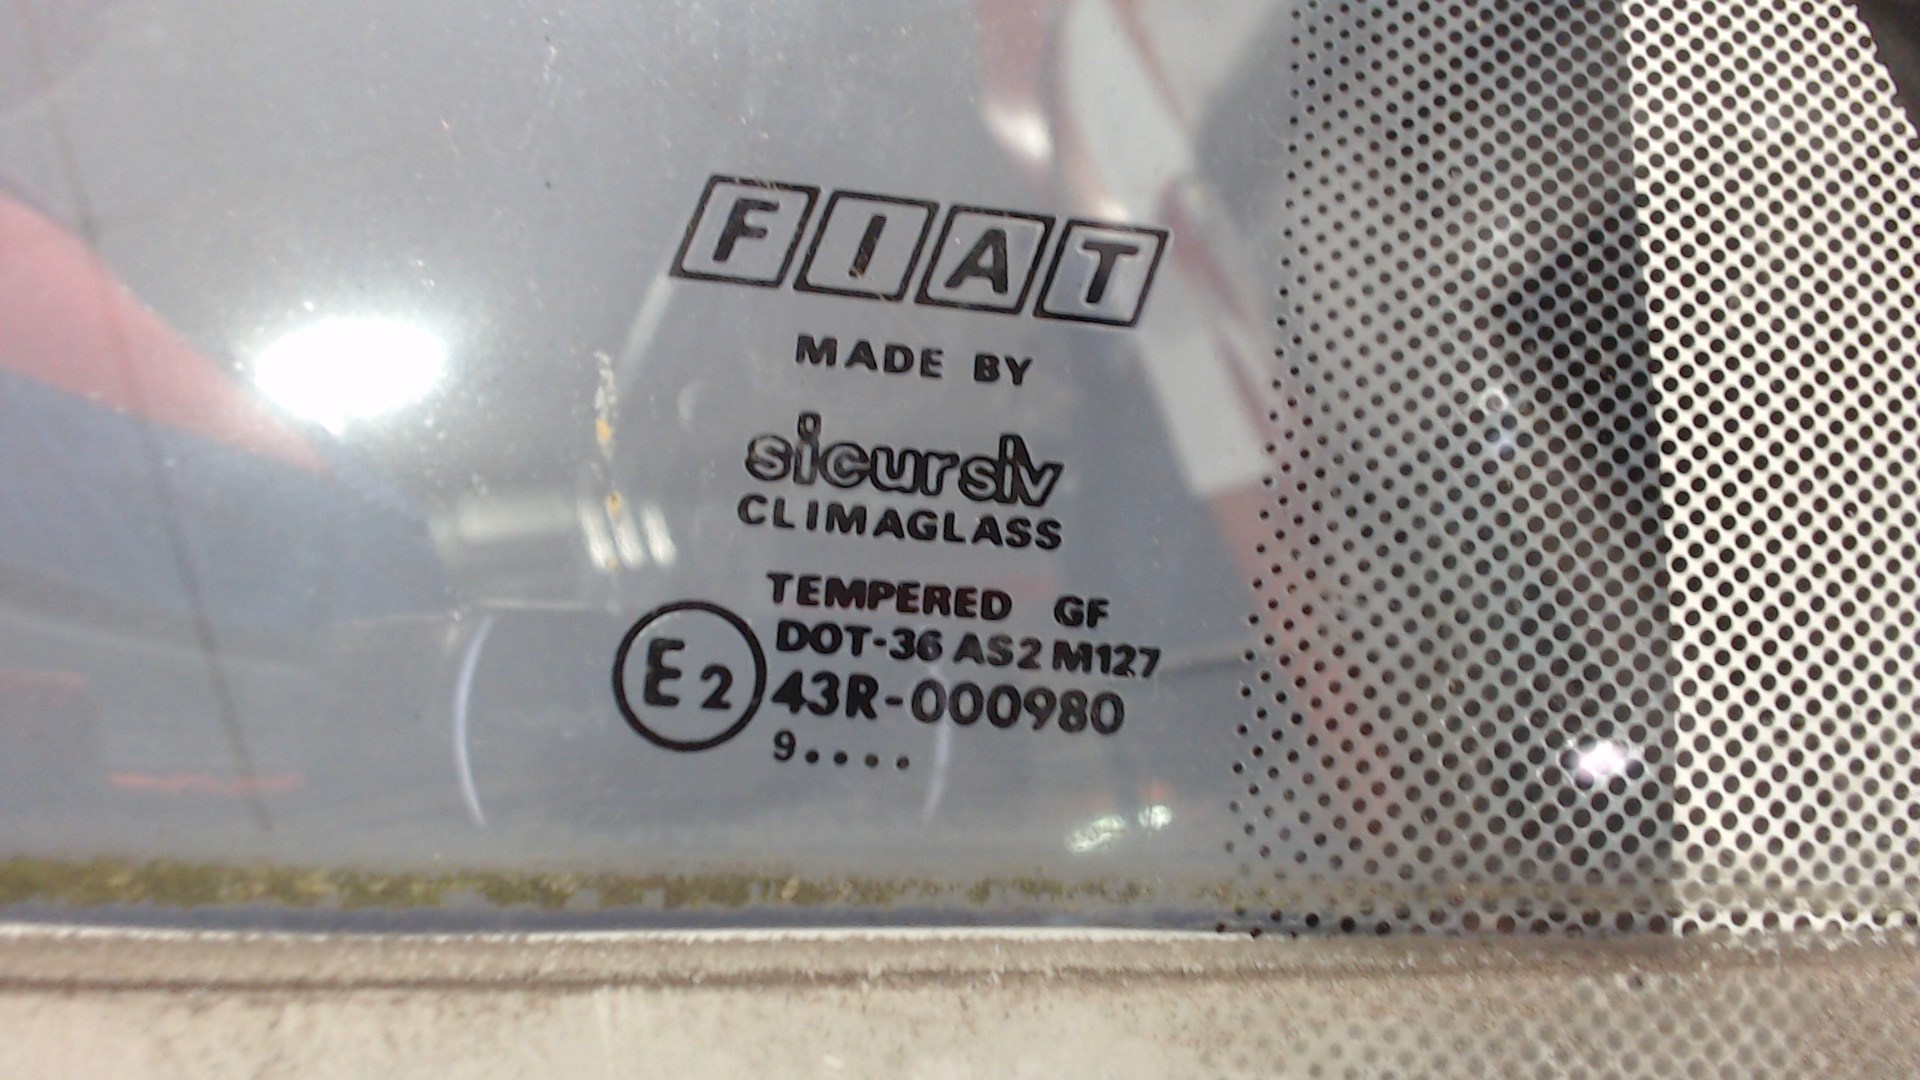 FIAT
MADE BY
sicursiv
CLIMAGLASS
TEMPERED GF
DOT-36 AS2 M127
E2 43R-000980
9....